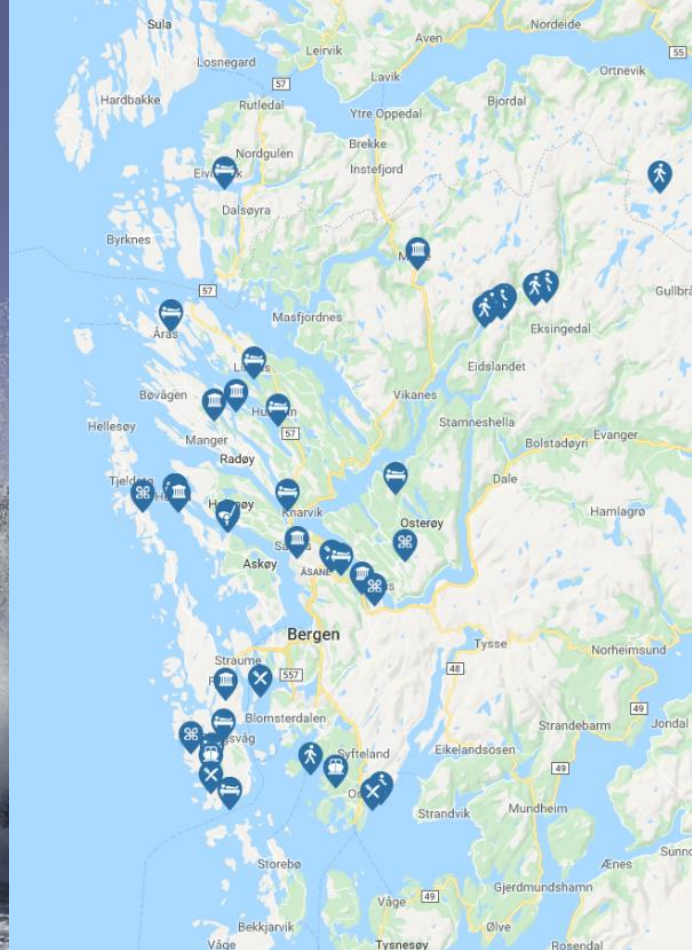 Sula
Nordeide
Aven
Leirvik
55
Losnegard
Ortnevik
Lavik
57
Hardbakke
Bjordal
Rutledal
Ytre Oppedal
Brekke
Nordgulen
Instefjord
Dalsøyra
Byrknes
57
Gullbrå
Masfjordnes
Eksingedal
Årås
Eidslandet
Bøvågen
Vikanes
Hellesøy
Stamneshella
57
Evanger
Manger
Bolstadøyri
Radøy
Dale
Knarvik
Hamlagrø
Osterøy
Askøy
ÅSANE
Bergen
Tysse
Norheimsund
Straume
48
557
49
Blomsterdalen
Strandebarm
Jondal
Syfteland
Eikelandsosen
49
Strandvik
Mundheim
Storebø
Ænes
Gjerdmundshamn
49
Våge
Bekkjarvik
Ølve
Våge
Tysnesøy
Rosendal